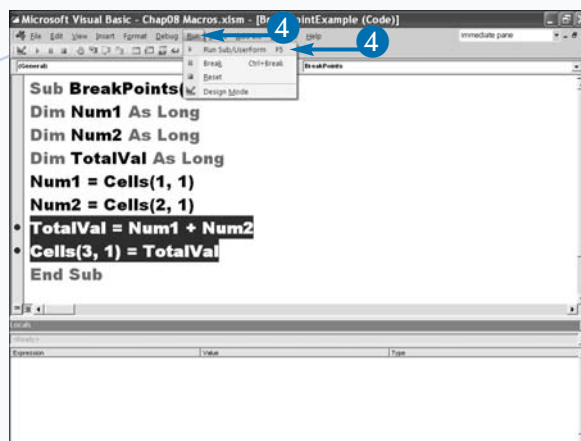 Microsoft Visual Basic - Chap08 Macros.xlsm - [BreakPointExample (Code)]
4
File Edit View Insert Format Debug Run Help
immediate pane
Run Sub/UserForm F5
4
Break Ctrl+Break
Reset
Design Mode
(General)
BreakPoints
Sub BreakPoints(
Dim Num1 As Long
Dim Num2 As Long
Dim TotalVal As Long
Num1 = Cells(1, 1)
Num2 = Cells(2, 1)
TotalVal = Num1 + Num2
Cells(3, 1) = TotalVal
End Sub
Locals
<Ready>
Expression Value Type